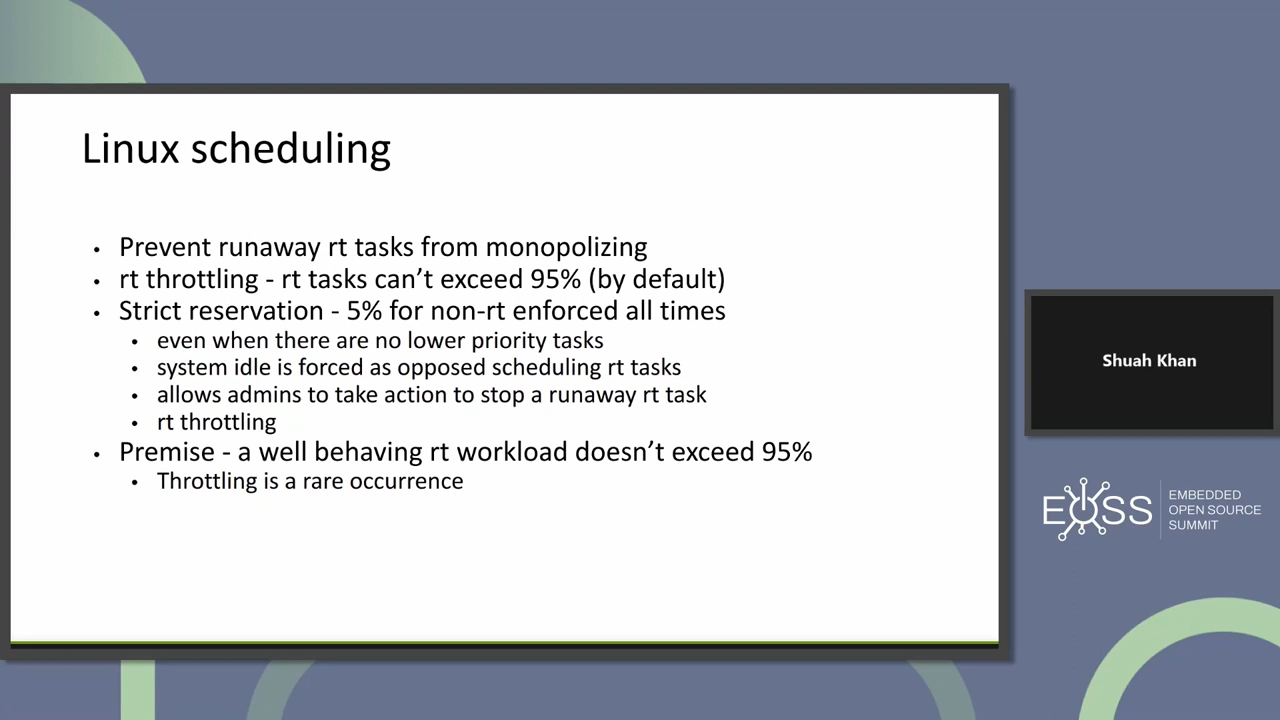 Linux scheduling
• Prevent runaway rt tasks from monopolizing
• rt throttling - rt tasks can’t exceed 95% (by default)
• Strict reservation - 5% for non-rt enforced all times
• even when there are no lower priority tasks
• system idle is forced as opposed scheduling rt tasks
• allows admins to take action to stop a runaway rt task
• rt throttling
• Premise - a well behaving rt workload doesn’t exceed 95%
• Throttling is a rare occurrence
Shuah Khan
EOSS
EMBEDDED
OPEN SOURCE
SUMMIT